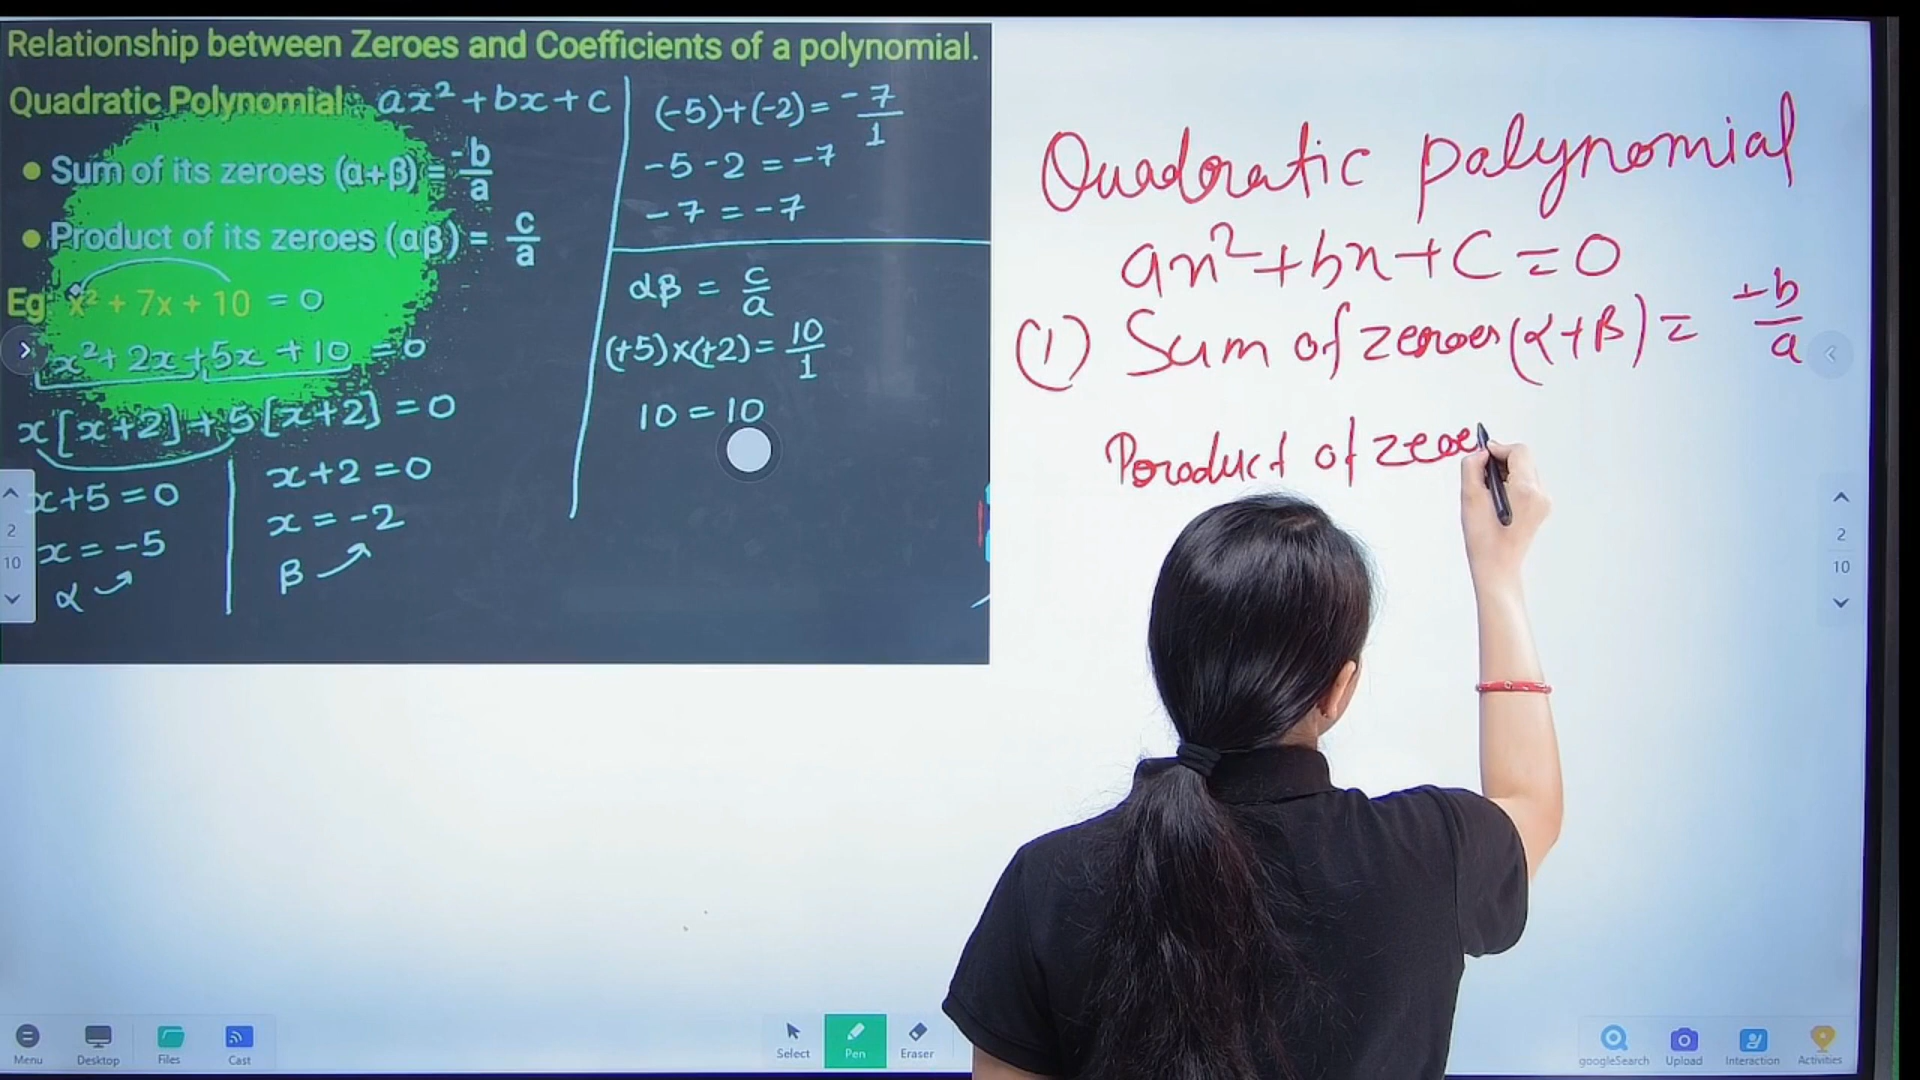 Relationship between Zeroes and Coefficients of a polynomial.
Quadratic Polynomial: ax² + bx + c
• Sum of its zeroes (α+β) = -b/a
• Product of its zeroes (αβ) = c/a
Eg x² + 7x + 10 = 0
x² + 2x + 5x + 10 = 0
x[x+2] + 5[x+2] = 0
x+5 = 0
x = -5
α
x+2 = 0
x = -2
β
(-5)+(-2) = -7/1
-5 - 2 = -7
-7 = -7
αβ = c/a
(+5)×(+2) = 10/1
10 = 10
Quadratic polynomial
ax² + bx + c = 0
(1) Sum of zeroes (α+β) = -b/a
Product of zeroe
2
10
2
10
Menu
Desktop
Files
Cast
Select
Pen
Eraser
googleSearch
Upload
Interaction
Activities